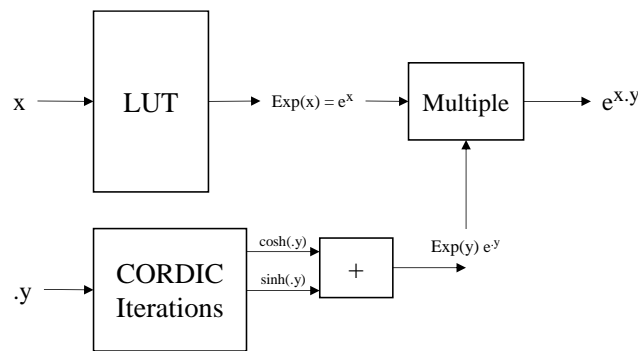 x
LUT
Exp(x) = e^x
Multiple
e^x.y
cosh(.y)
Exp(y) e^.y
.y
CORDIC
Iterations
sinh(.y)
+